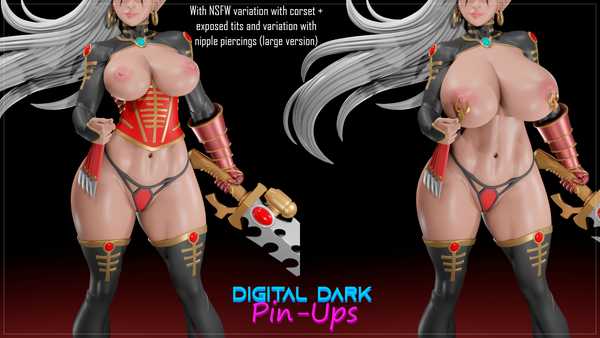 With NSFW variation with corset +
exposed tits and variation with
nipple piercings (large version)
DIGITAL DARK
Pin-Ups